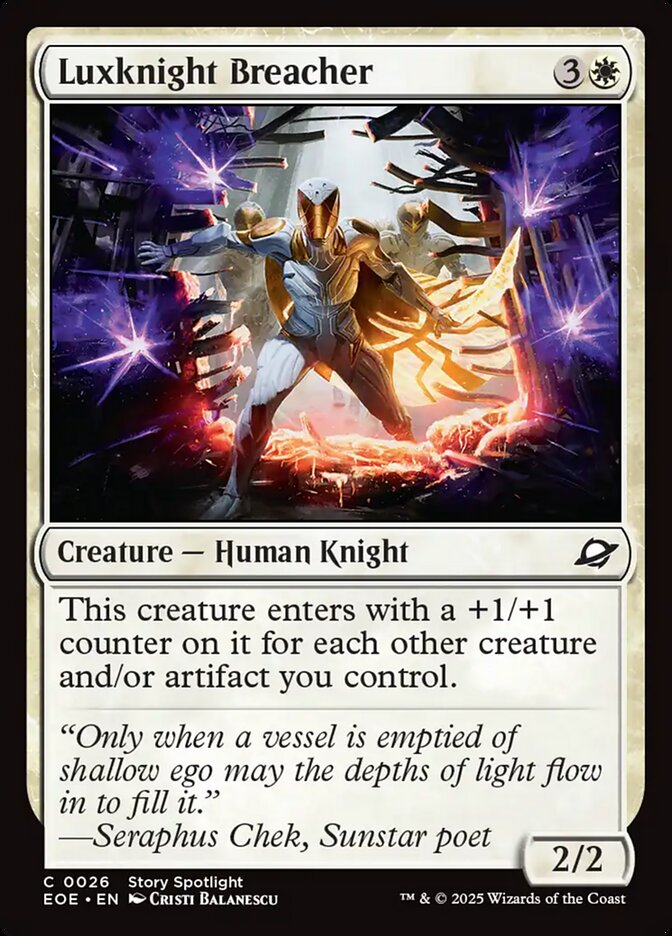 Luxknight Breacher 3
Creature — Human Knight
This creature enters with a +1/+1
counter on it for each other creature
and/or artifact you control.
“Only when a vessel is emptied of
shallow ego may the depths of light flow
in to fill it.”
—Seraphus Chek, Sunstar poet
2/2
C 0026 Story Spotlight
EOE • EN Cristi Balanescu
™ & © 2025 Wizards of the Coast